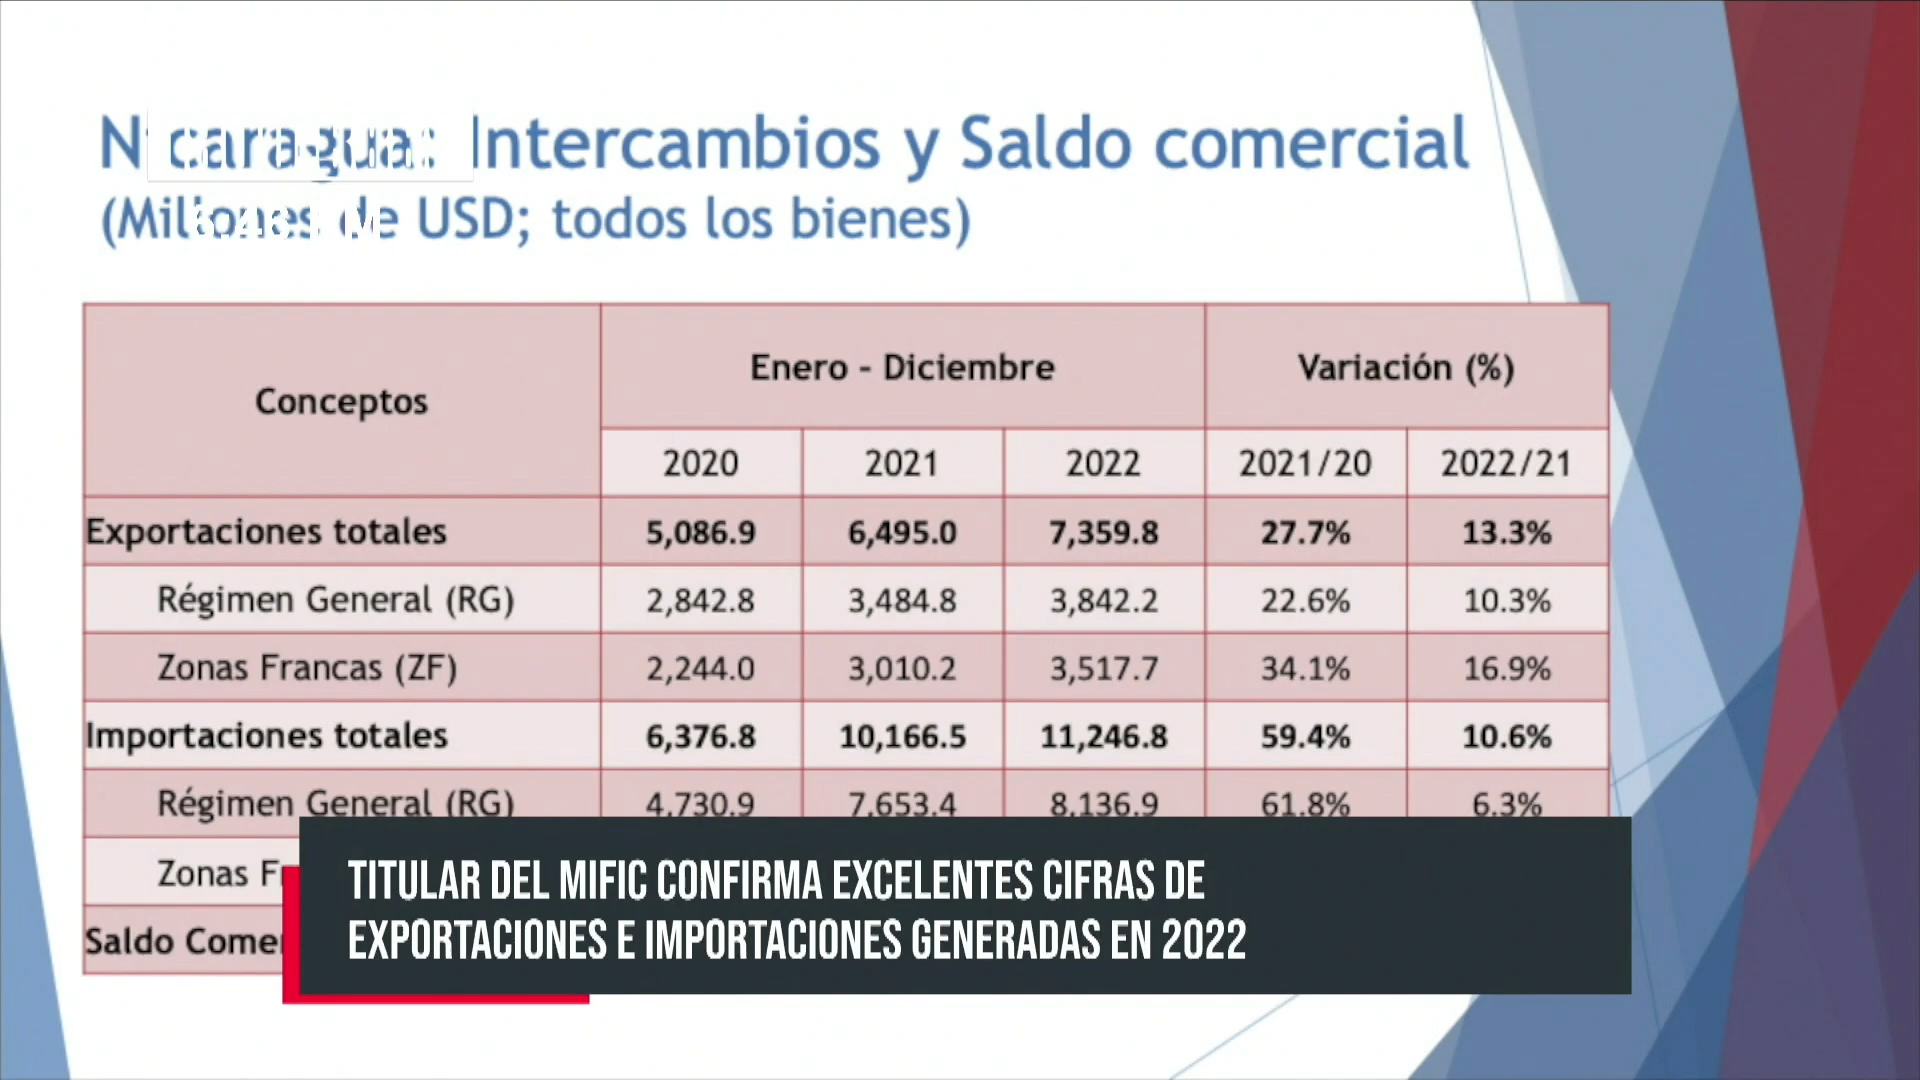 Nicaragua: Intercambios y Saldo comercial
(Millones de USD; todos los bienes)
Conceptos Enero - Diciembre Variación (%)
2020 2021 2022 2021/20 2022/21
Exportaciones totales 5,086.9 6,495.0 7,359.8 27.7% 13.3%
Régimen General (RG) 2,842.8 3,484.8 3,842.2 22.6% 10.3%
Zonas Francas (ZF) 2,244.0 3,010.2 3,517.7 34.1% 16.9%
Importaciones totales 6,376.8 10,166.5 11,246.8 59.4% 10.6%
Régimen General (RG) 4,730.9 7,653.4 8,136.9 61.8% 6.3%
Zonas
Saldo
TITULAR DEL MIFIC CONFIRMA EXCELENTES CIFRAS DE
EXPORTACIONES E IMPORTACIONES GENERADAS EN 2022